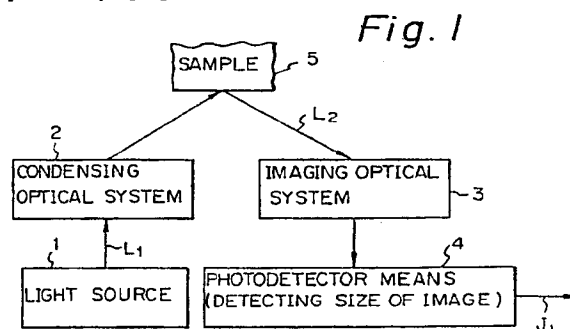 Fig. 1
SAMPLE
5
L2
2
CONDENSING
OPTICAL SYSTEM
IMAGING OPTICAL
SYSTEM
3
1
L1
4
LIGHT SOURCE
PHOTODETECTOR MEANS
(DETECTING SIZE OF IMAGE)